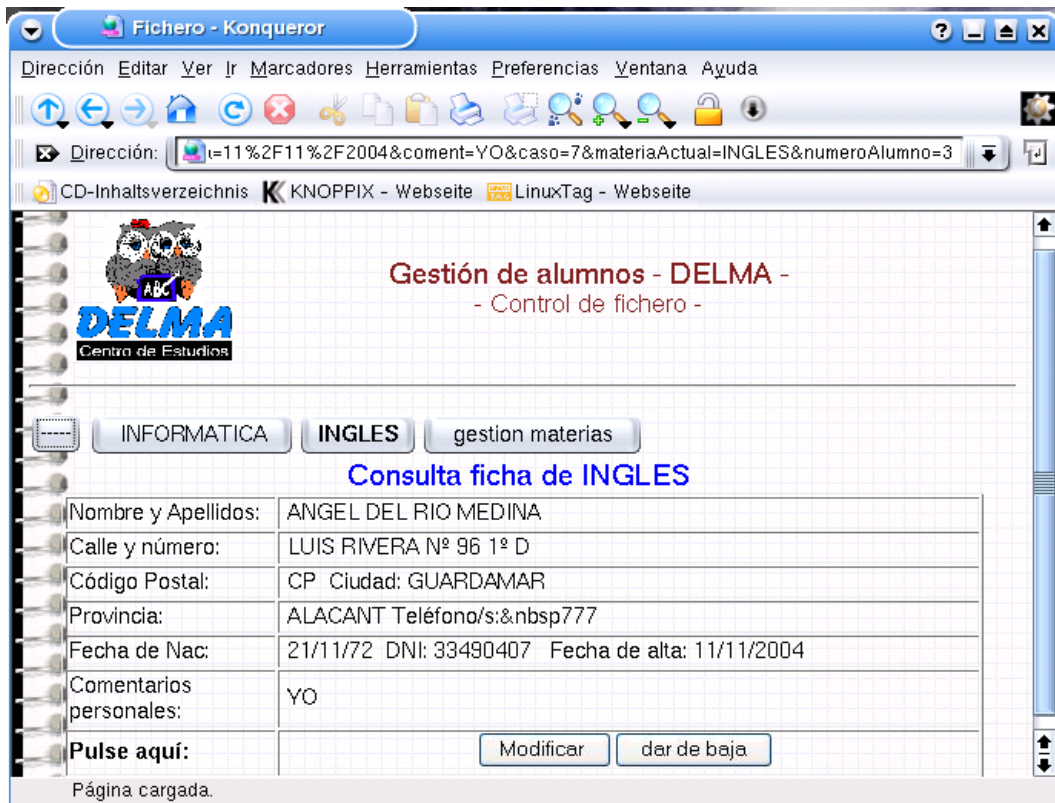 Fichero - Konqueror
Dirección Editar Ver Ir Marcadores Herramientas Preferencias Ventana Ayuda
Dirección: =11%2F11%2F2004&coment=YO&caso=7&materiaActual=INGLES&numeroAlumno=3
CD-Inhaltsverzeichnis KNOPPIX - Webseite LinuxTag - Webseite
ABC
DELMA
Centro de Estudios
Gestión de alumnos - DELMA -
- Control de fichero -
----- INFORMATICA INGLES gestion materias
Consulta ficha de INGLES
Nombre y Apellidos: ANGEL DEL RIO MEDINA
Calle y número: LUIS RIVERA Nº 96 1º D
Código Postal: CP Ciudad: GUARDAMAR
Provincia: ALACANT Teléfono/s:&nbsp777
Fecha de Nac: 21/11/72 DNI: 33490407 Fecha de alta: 11/11/2004
Comentarios personales: YO
Pulse aquí: Modificar dar de baja
Página cargada.